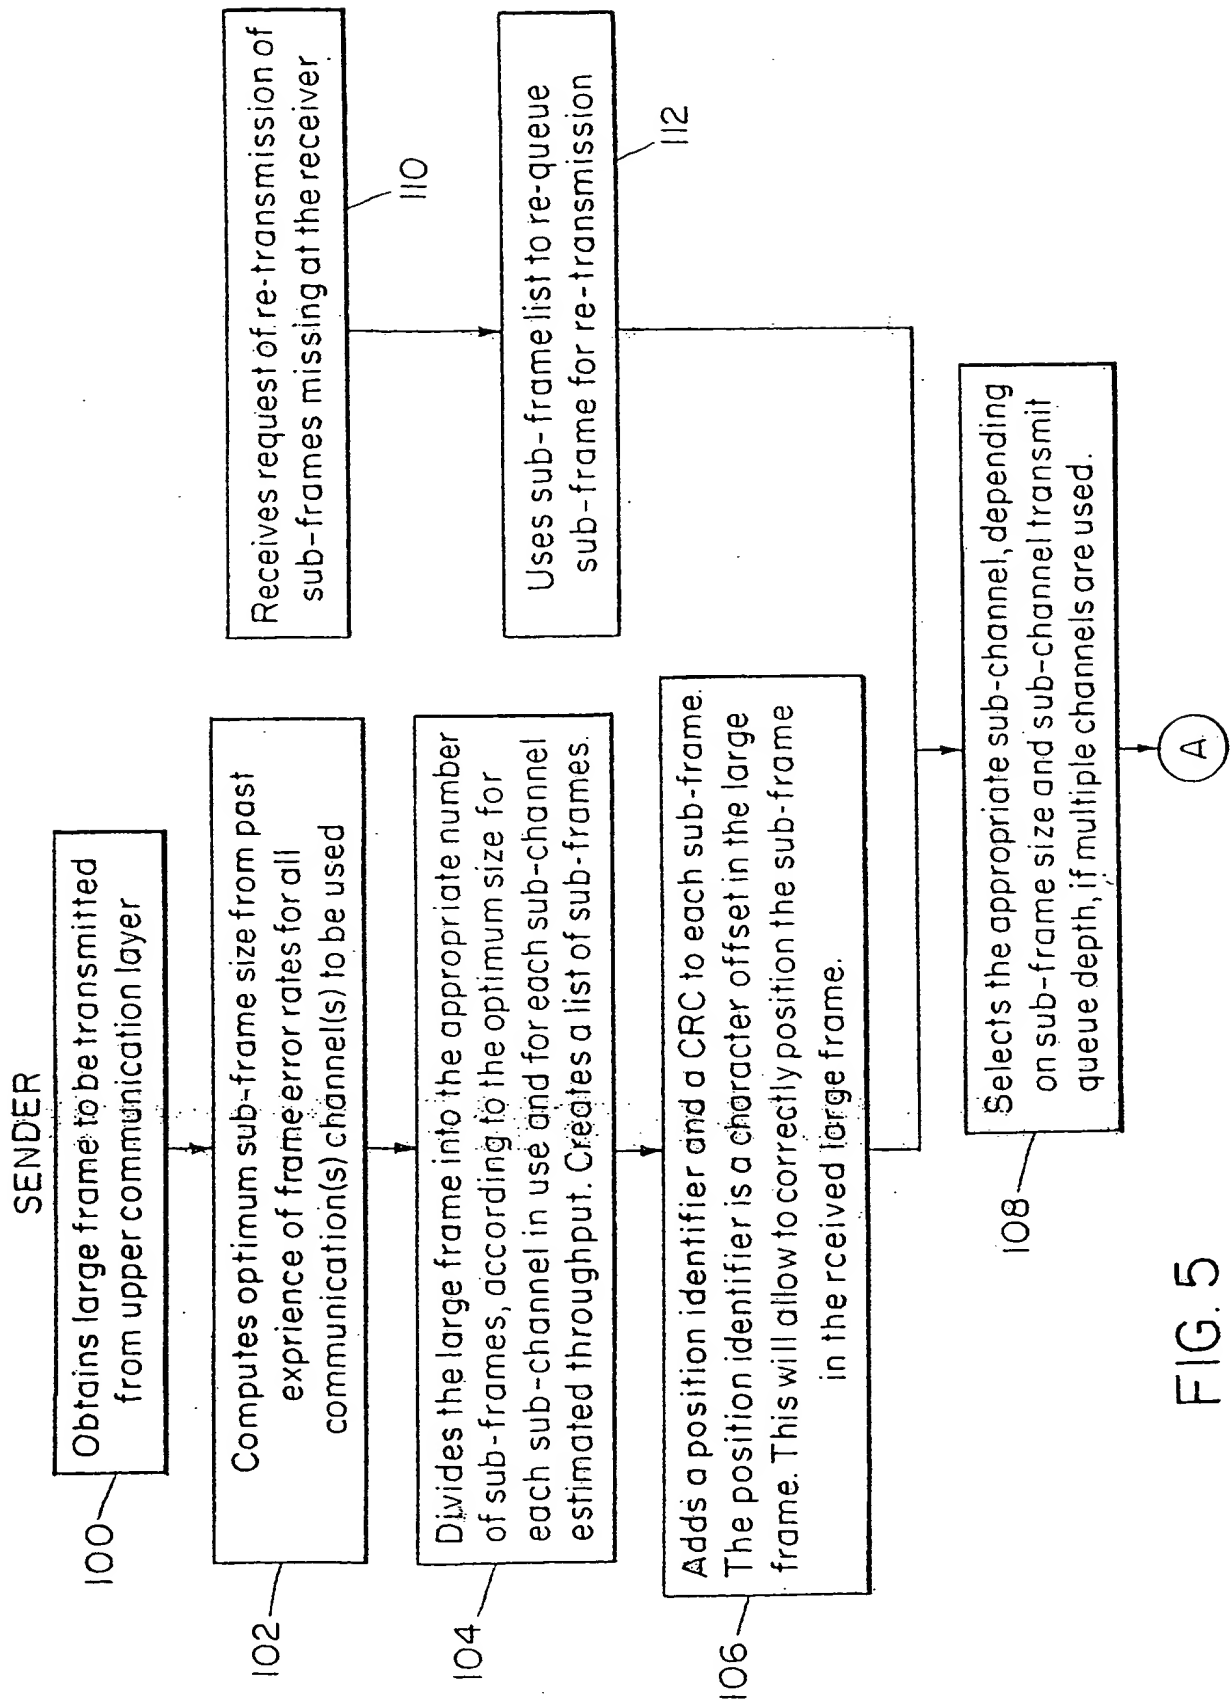 SENDER
Obtains large frame to be transmitted
from upper communication layer
100
Computes optimum sub-frame size from past
exprience of frame error rates for all
communication(s) channel(s) to be used
102
Divides the large frame into the appropriate number
of sub-frames, according to the optimum size for
each sub-channel in use and for each sub-channel
estimated throughput. Creates a list of sub-frames.
104
Adds a position identifier and a CRC to each sub-frame.
The position identifier is a character offset in the large
frame. This will allow to correctly position the sub-frame
in the rceived large frame.
106
Receives request of re-transmission of
sub-frames missing at the receiver
110
Uses sub-frame list to re-queue
sub-frame for re-transmission
112
Selects the appropriate sub-channel, depending
on sub-frame size and sub-channel transmit
queue depth, if multiple channels are used.
108
A
FIG. 5